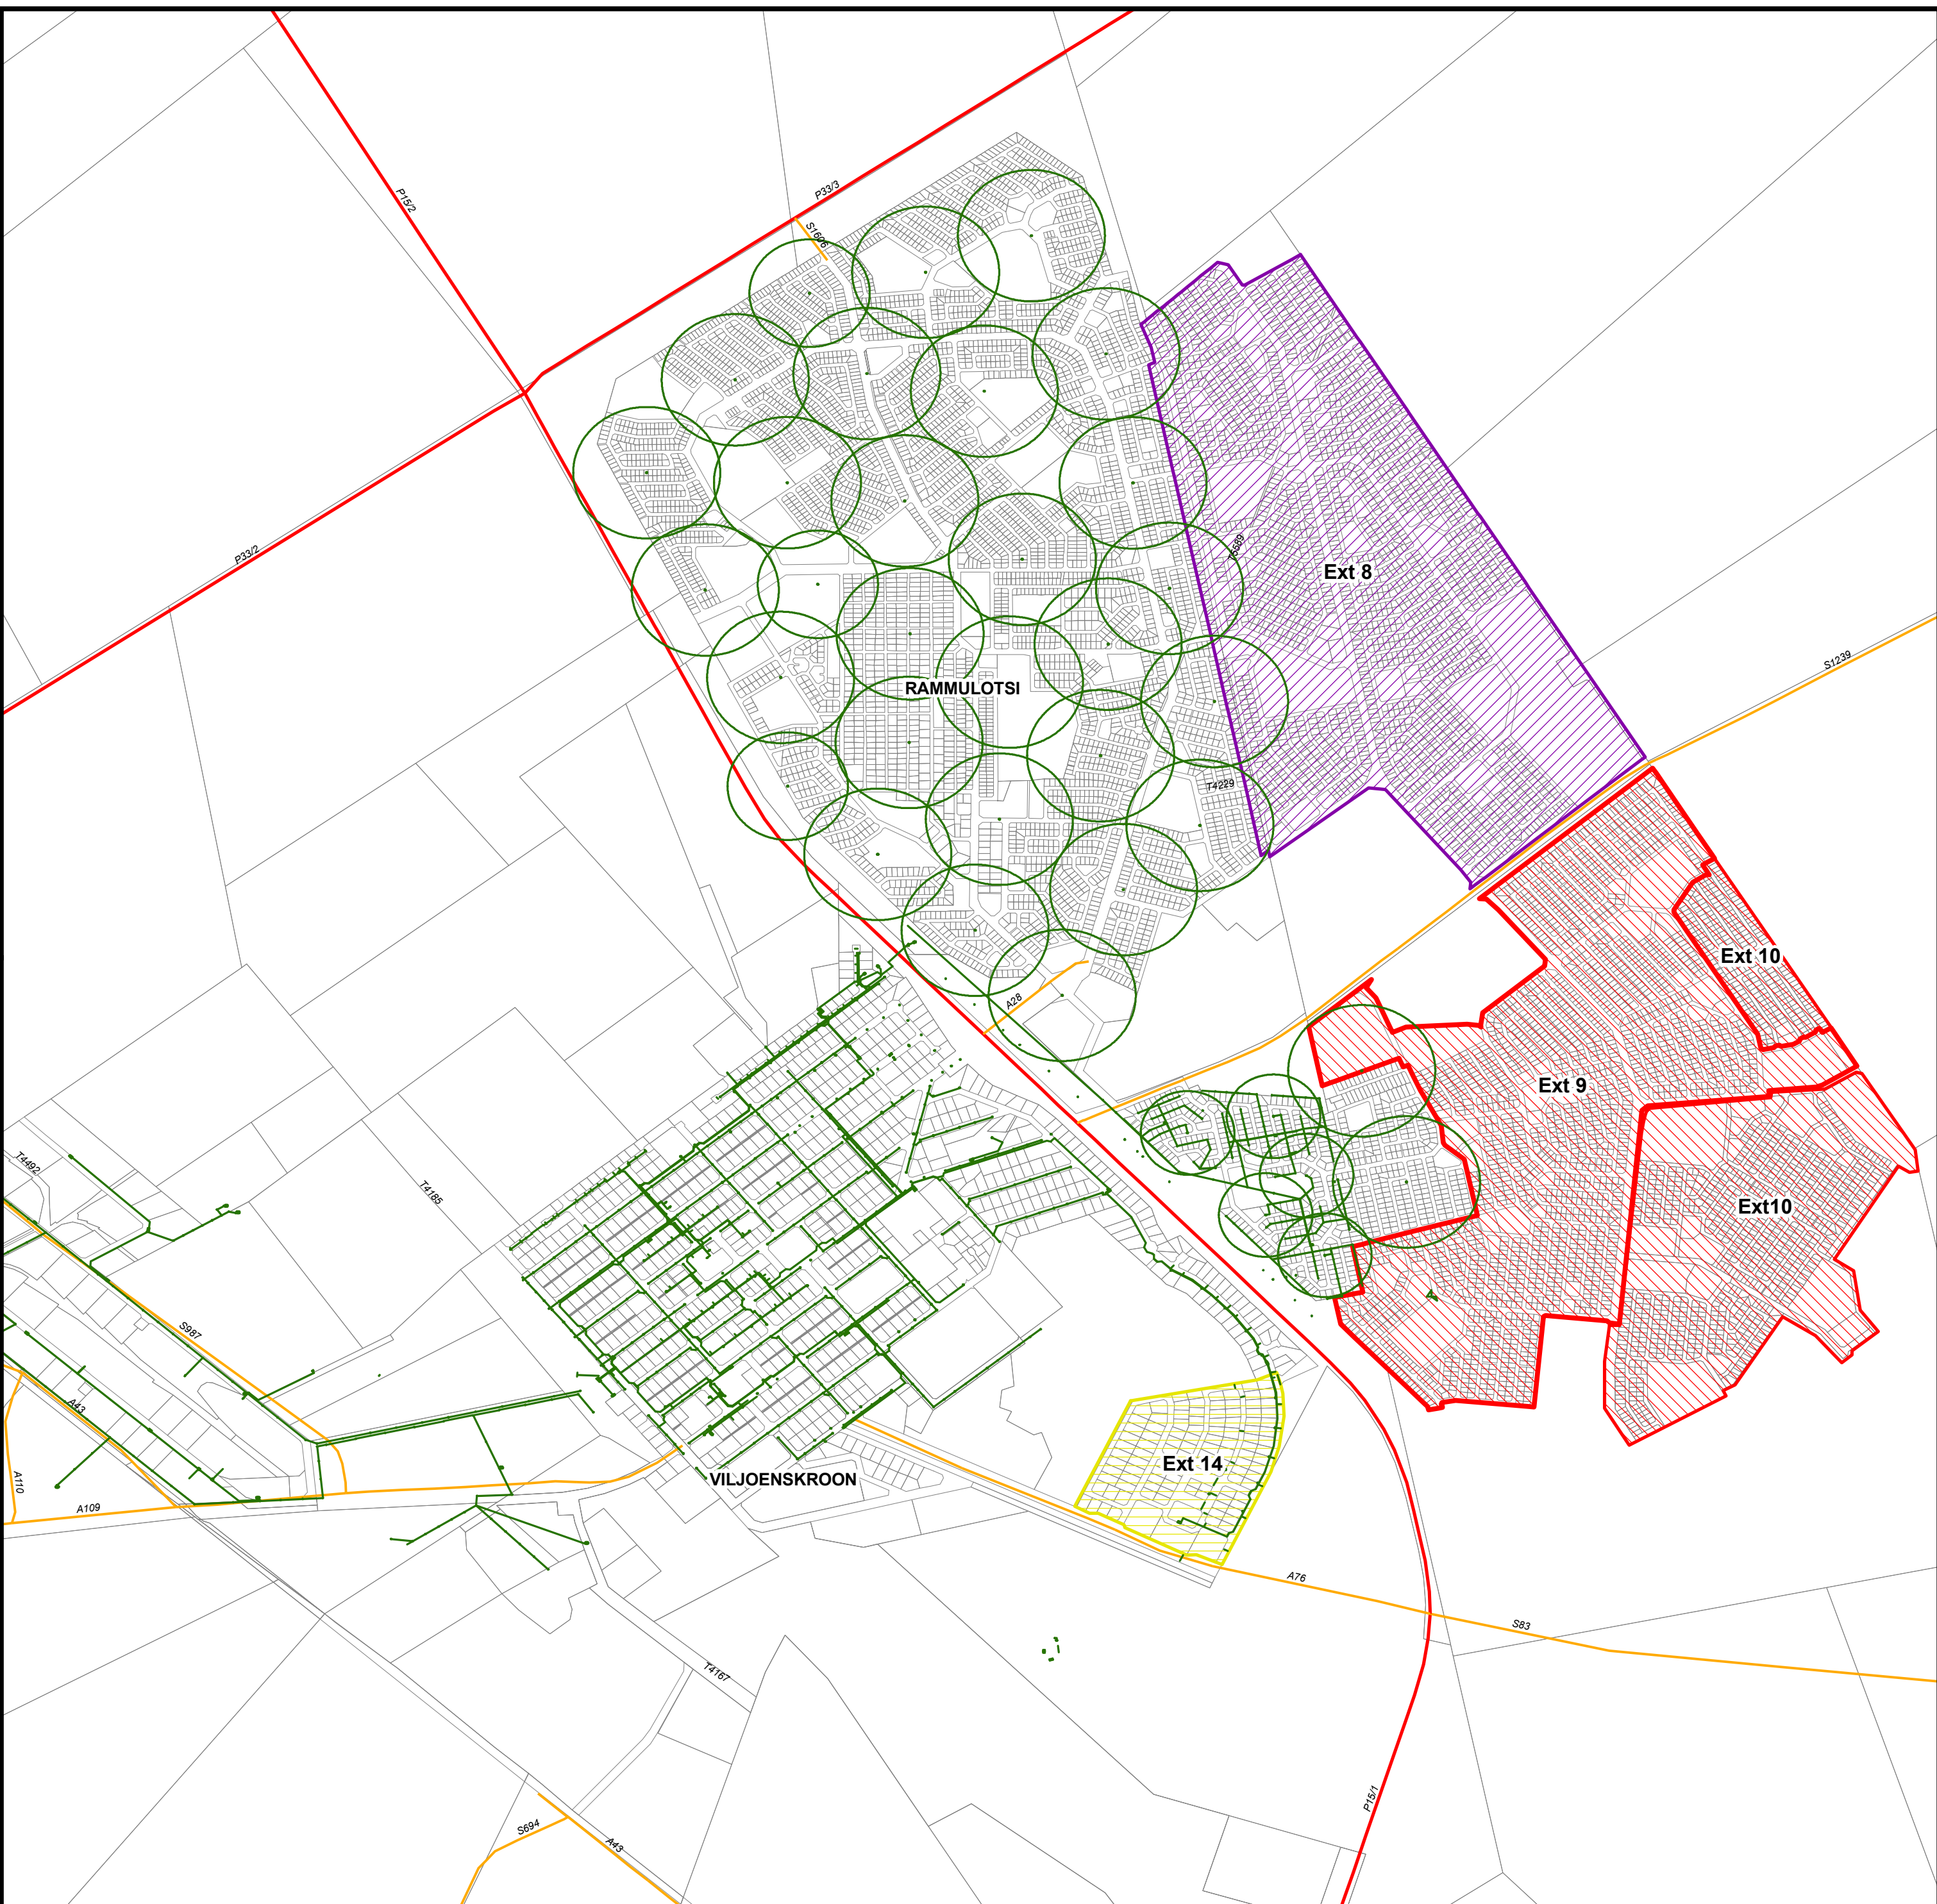 P15/2
P33/3
S1606
P33/2
T5589
Ext 8
S1239
RAMMULOTSI
T4229
Ext 10
A28
Ext 9
T4492
T4185
Ext10
S987
A43
Ext 14
VILJOENSKROON
A110
A109
A76
S83
T4167
P15/1
S694
A43